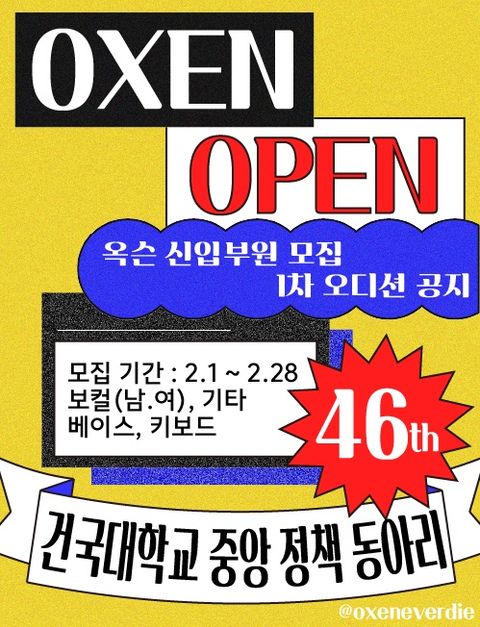 OXEN
OPEN
옥슨 신입부원 모집
1차 오디션 공지
모집 기간 : 2.1 ~ 2.28
보컬(남.여), 기타
베이스, 키보드
46th
건국대학교 중앙 정책 동아리
@oxeneverdie